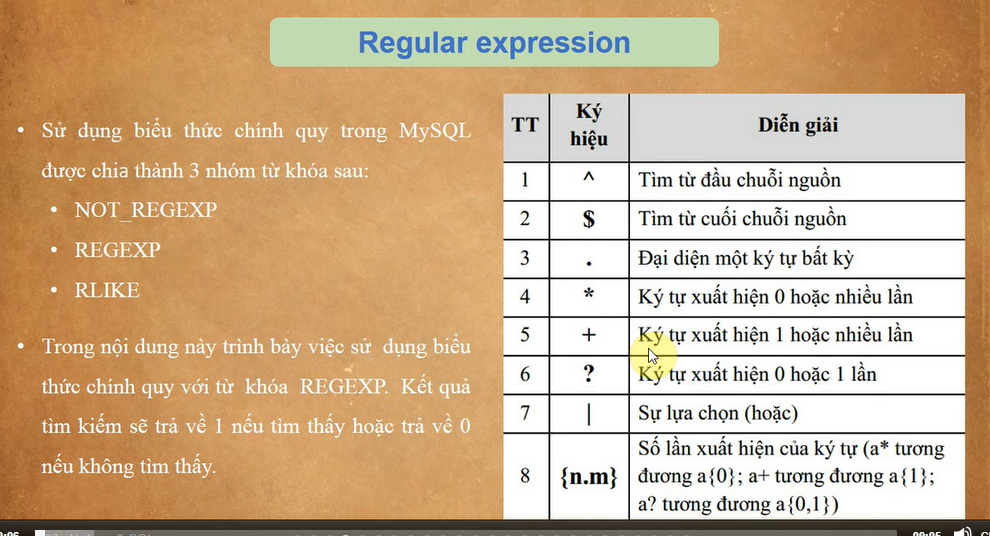 Regular expression
• Sử dụng biểu thức chính quy trong MySQL
được chia thành 3 nhóm từ khóa sau:
• NOT_REGEXP
• REGEXP
• RLIKE
• Trong nội dung này trình bày việc sử dụng biểu
thức chính quy với từ khóa REGEXP. Kết quả
tìm kiếm sẽ trả về 1 nếu tìm thấy hoặc trả về 0
nếu không tìm thấy.
TT Ký hiệu Diễn giải
1 ^ Tìm từ đầu chuỗi nguồn
2 $ Tìm từ cuối chuỗi nguồn
3 . Đại diện một ký tự bất kỳ
4 * Ký tự xuất hiện 0 hoặc nhiều lần
5 + Ký tự xuất hiện 1 hoặc nhiều lần
6 ? Ký tự xuất hiện 0 hoặc 1 lần
7 | Sự lựa chọn (hoặc)
8 {n.m} Số lần xuất hiện của ký tự (a* tương
đương a{0}; a+ tương đương a{1};
a? tương đương a{0,1})